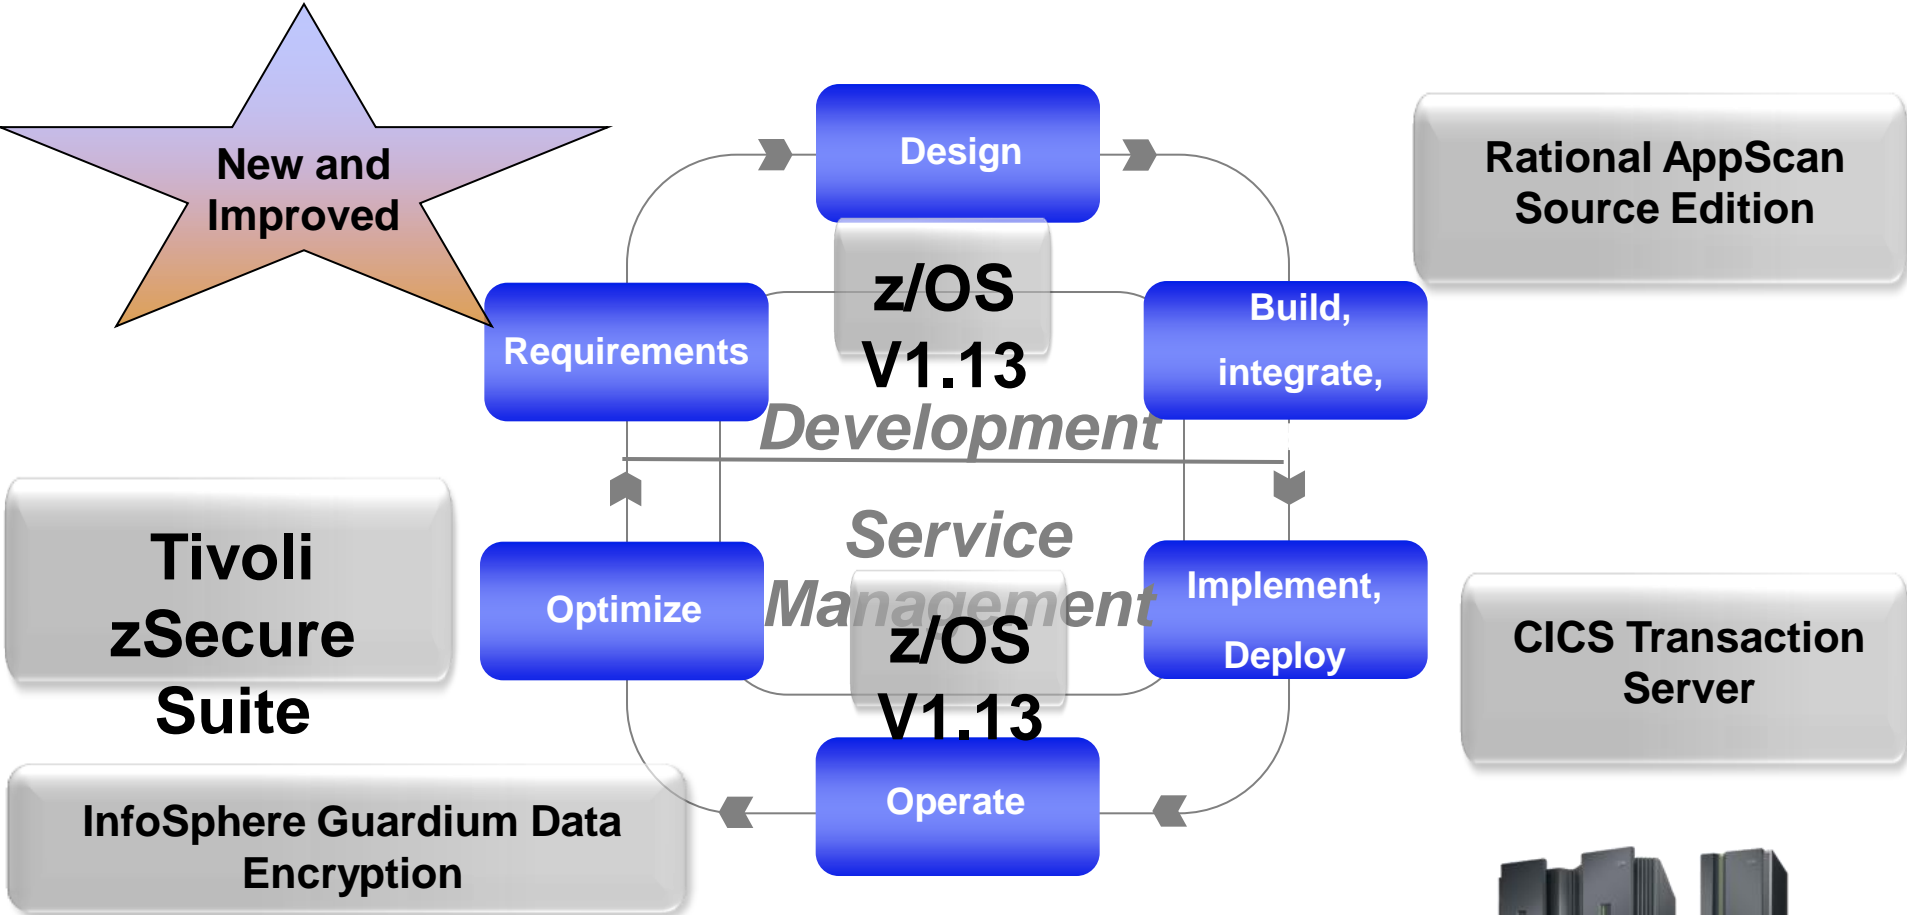 New and
Improved
Design
Rational AppScan
Source Edition
z/OS
V1.13
Requirements
Build,
integrate,
Development
Service
Management
Tivoli
zSecure
Suite
Optimize
z/OS
V1.13
Implement,
Deploy
CICS Transaction
Server
Operate
InfoSphere Guardium Data
Encryption